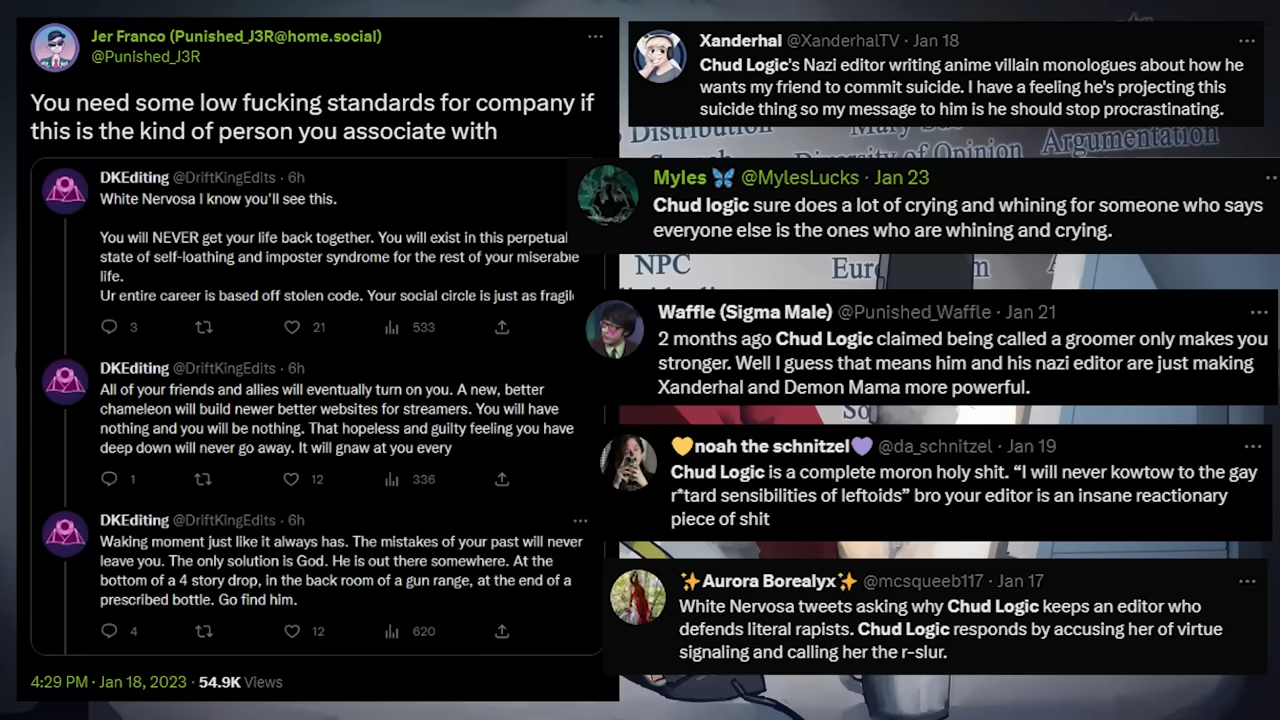 Jer Franco (Punished_J3R@home.social)
@Punished_J3R
You need some low fucking standards for company if
this is the kind of person you associate with
DKEditing @DriftKingEdits · 6h
White Nervosa I know you'll see this.
You will NEVER get your life back together. You will exist in this perpetual
state of self-loathing and imposter syndrome for the rest of your miserable
life.
Ur entire career is based off stolen code. Your social circle is just as fragil
3 21 533
DKEditing @DriftKingEdits · 6h
All of your friends and allies will eventually turn on you. A new, better
chameleon will build newer better websites for streamers. You will have
nothing and you will be nothing. That hopeless and guilty feeling you have
deep down will never go away. It will gnaw at you every
1 12 336
DKEditing @DriftKingEdits · 6h
Waking moment just like it always has. The mistakes of your past will never
leave you. The only solution is God. He is out there somewhere. At the
bottom of a 4 story drop, in the back room of a gun range, at the end of a
prescribed bottle. Go find him.
4 12 620
4:29 PM · Jan 18, 2023 · 54.9K Views
Xanderhal @XanderhalTV · Jan 18
Chud Logic's Nazi editor writing anime villain monologues about how he
wants my friend to commit suicide. I have a feeling he's projecting this
suicide thing so my message to him is he should stop procrastinating.
Distribution
Diversity of Opinion Argumentation
Myles 🦋 @MylesLucks · Jan 23
Chud logic sure does a lot of crying and whining for someone who says
everyone else is the ones who are whining and crying.
NPC
Waffle (Sigma Male) @Punished_Waffle · Jan 21
2 months ago Chud Logic claimed being called a groomer only makes you
stronger. Well I guess that means him and his nazi editor are just making
Xanderhal and Demon Mama more powerful.
💛noah the schnitzel💜 @da_schnitzel · Jan 19
Chud Logic is a complete moron holy shit. “I will never kowtow to the gay
r*tard sensibilities of leftoids” bro your editor is an insane reactionary
piece of shit
✨Aurora Borealyx✨ @mcsqueeb117 · Jan 17
White Nervosa tweets asking why Chud Logic keeps an editor who
defends literal rapists. Chud Logic responds by accusing her of virtue
signaling and calling her the r-slur.